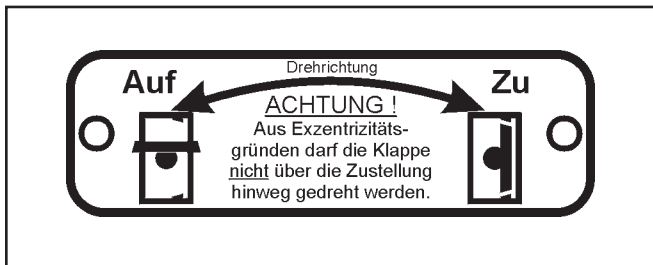 Drehrichtung
Auf
Zu
ACHTUNG !
Aus Exzentrizitäts-
gründen darf die Klappe
nicht über die Zustellung
hinweg gedreht werden.